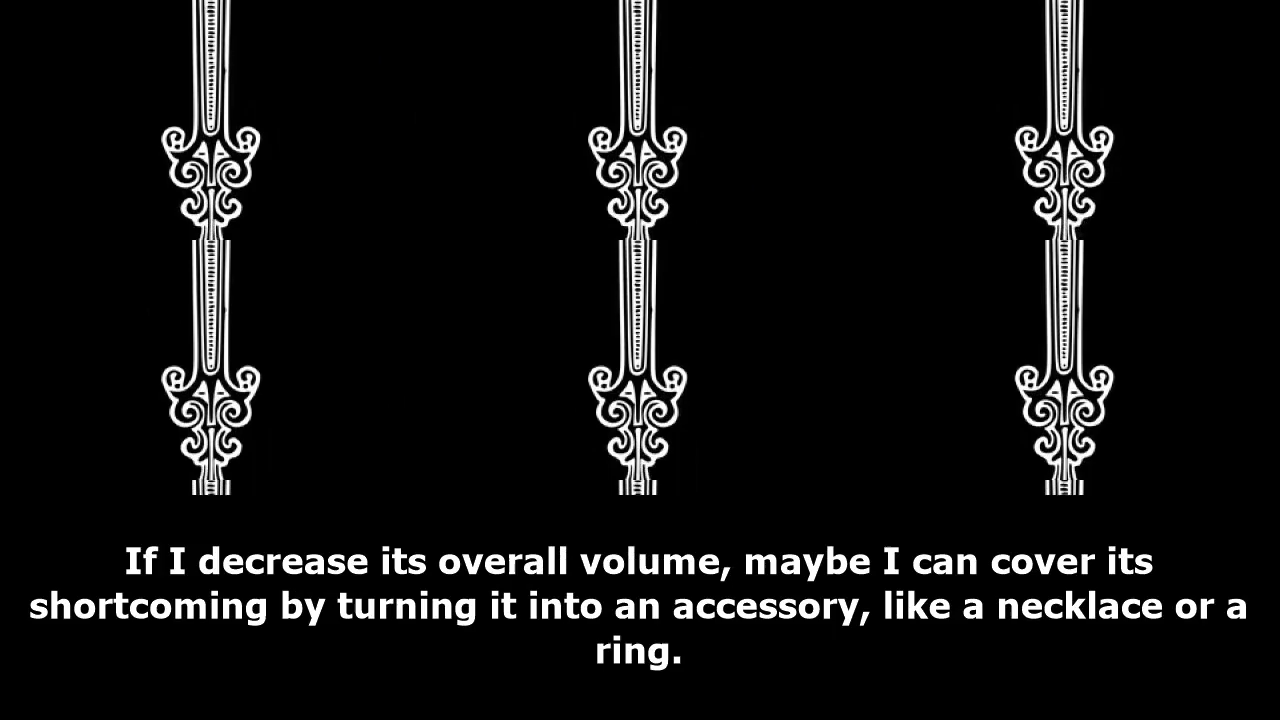 If I decrease its overall volume, maybe I can cover its
shortcoming by turning it into an accessory, like a necklace or a
ring.